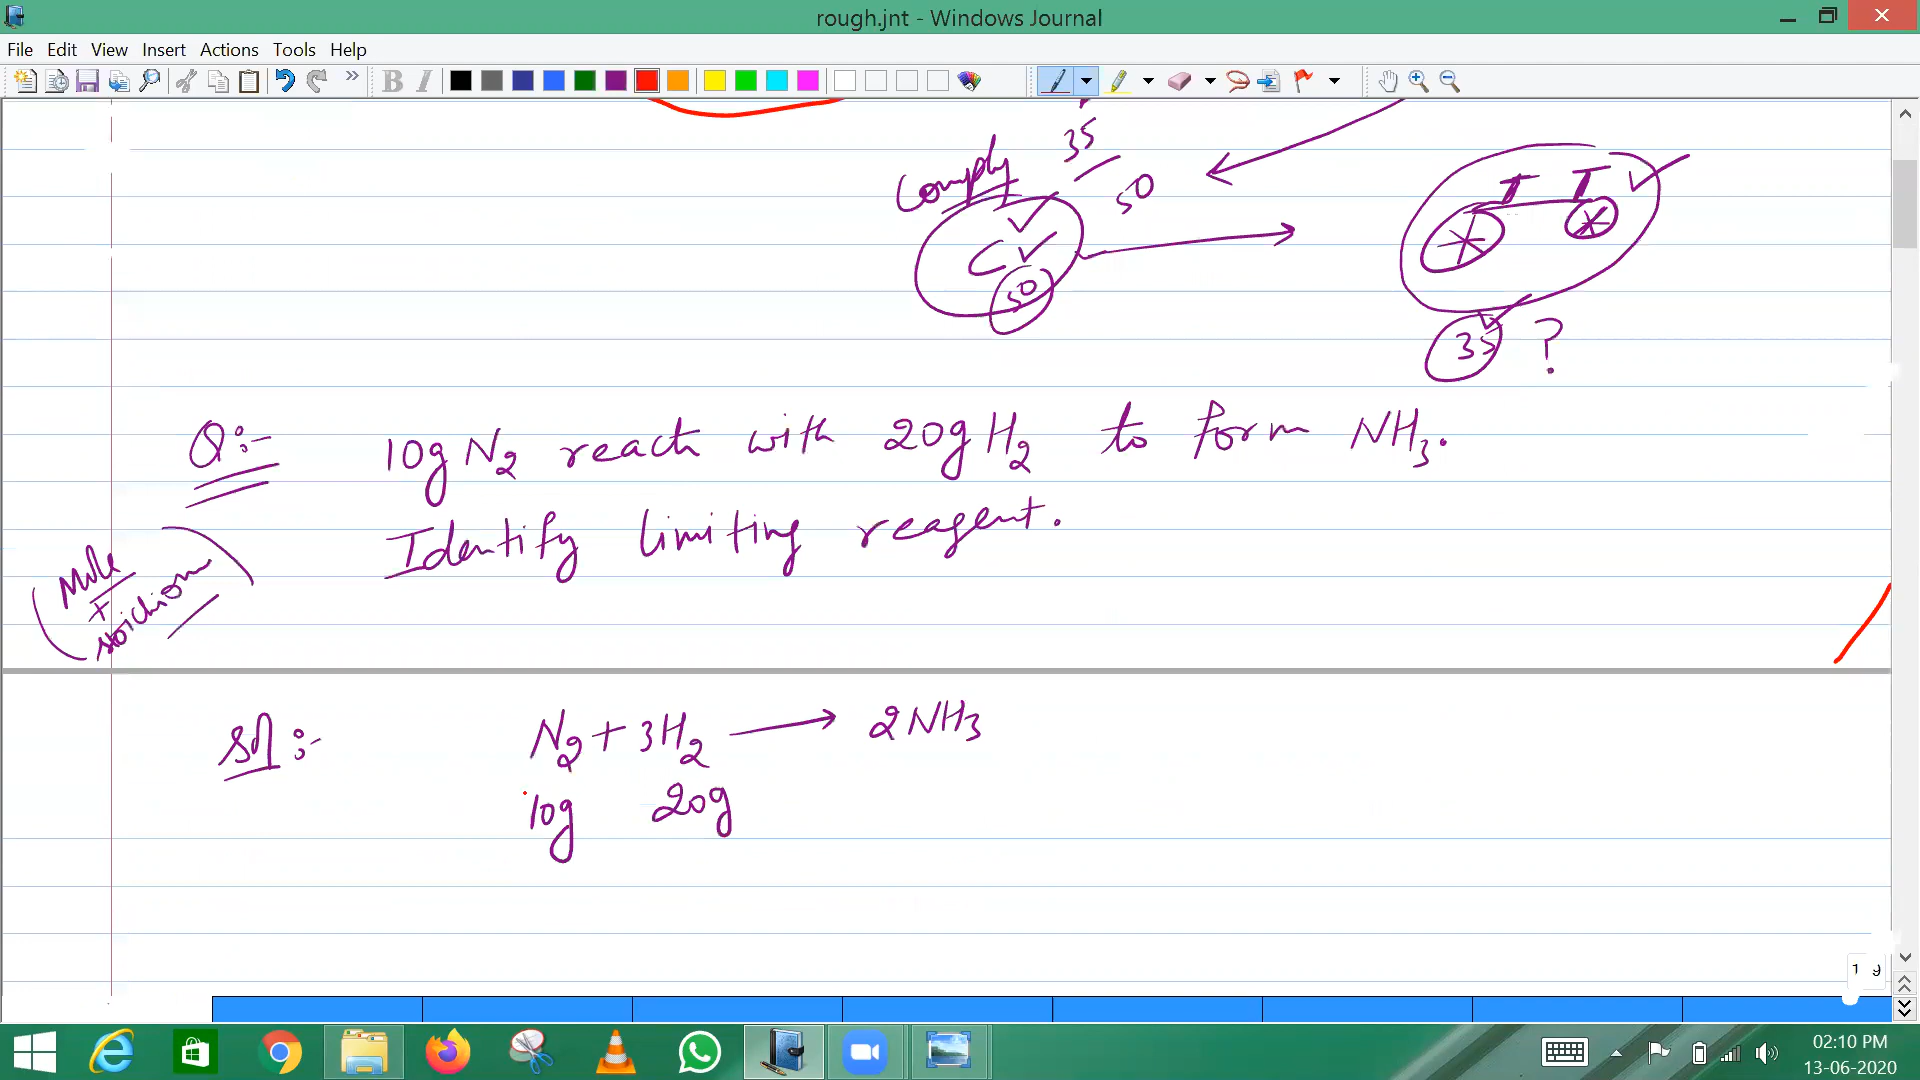 rough.jnt - Windows Journal
File Edit View Insert Actions Tools Help
B I
35
Comply
50
C
50
35 ?
Q:- 10g N2 reach with 20g H2 to form NH3.
Identify limiting reagent.
Mole
+
stoichiom
Sol:- N2 + 3H2 → 2NH3
10g 20g
02:10 PM
13-06-2020